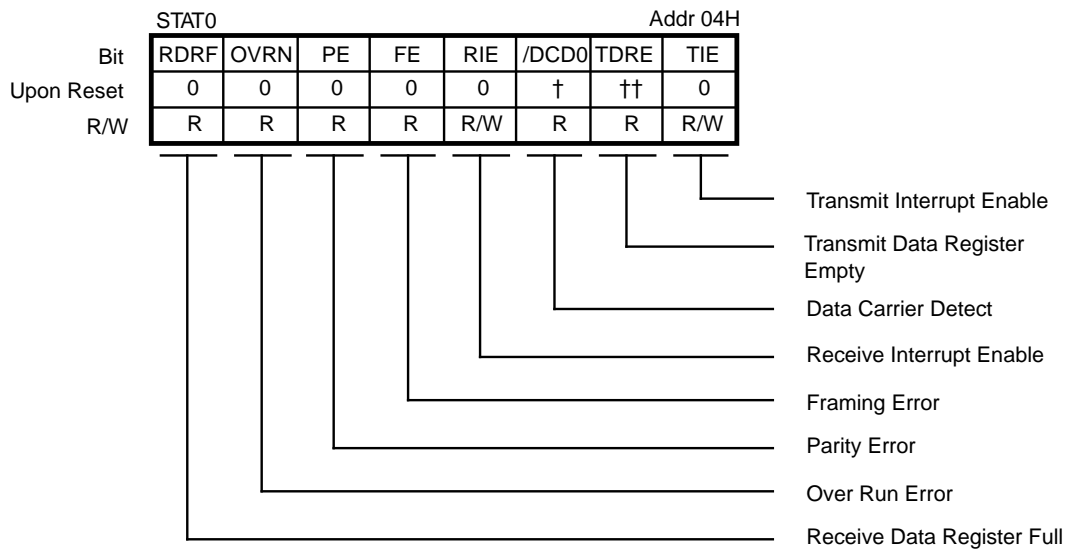 STAT0 Addr 04H
Bit RDRF OVRN PE FE RIE /DCD0 TDRE TIE
Upon Reset 0 0 0 0 0 † †† 0
R/W R R R R R/W R R R/W
Transmit Interrupt Enable
Transmit Data Register
Empty
Data Carrier Detect
Receive Interrupt Enable
Framing Error
Parity Error
Over Run Error
Receive Data Register Full